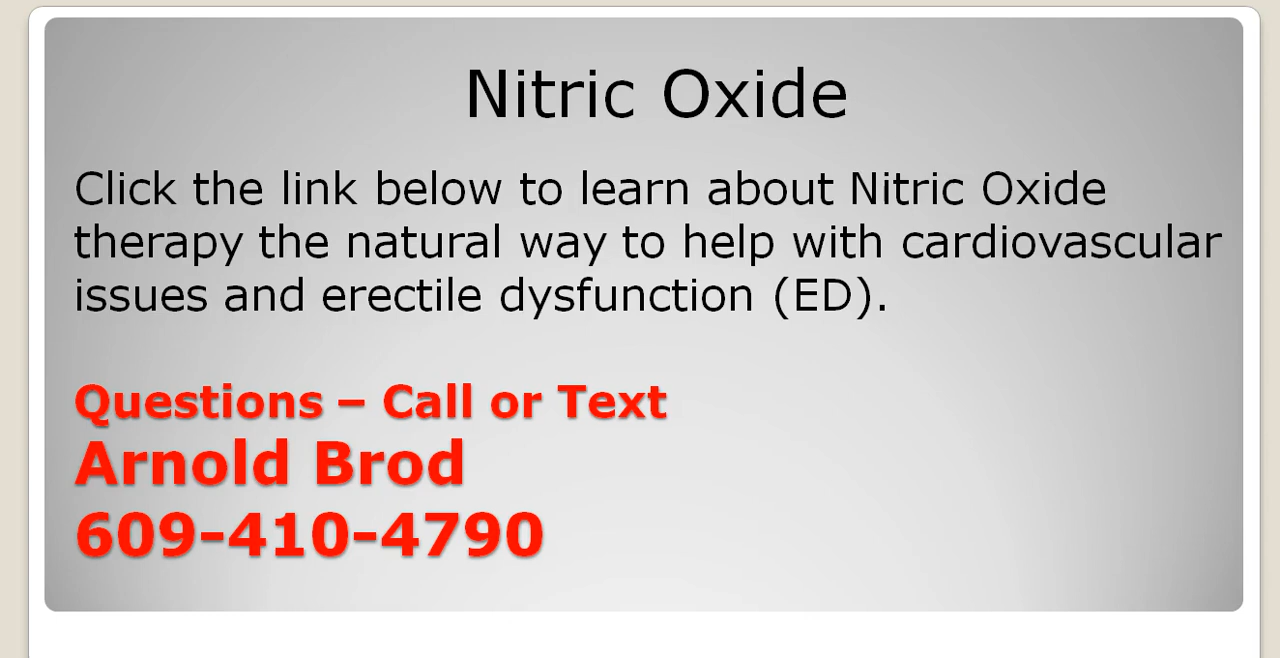 Nitric Oxide
Click the link below to learn about Nitric Oxide
therapy the natural way to help with cardiovascular
issues and erectile dysfunction (ED).
Questions – Call or Text
Arnold Brod
609-410-4790